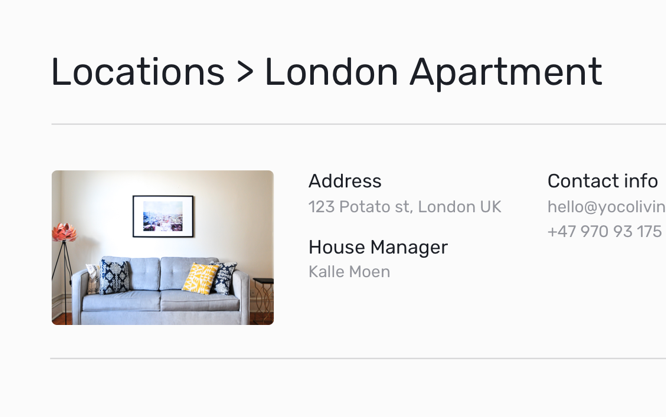 Locations > London Apartment
Address
123 Potato st, London UK
House Manager
Kalle Moen
Contact info
hello@yocolivin
+47 970 93 175